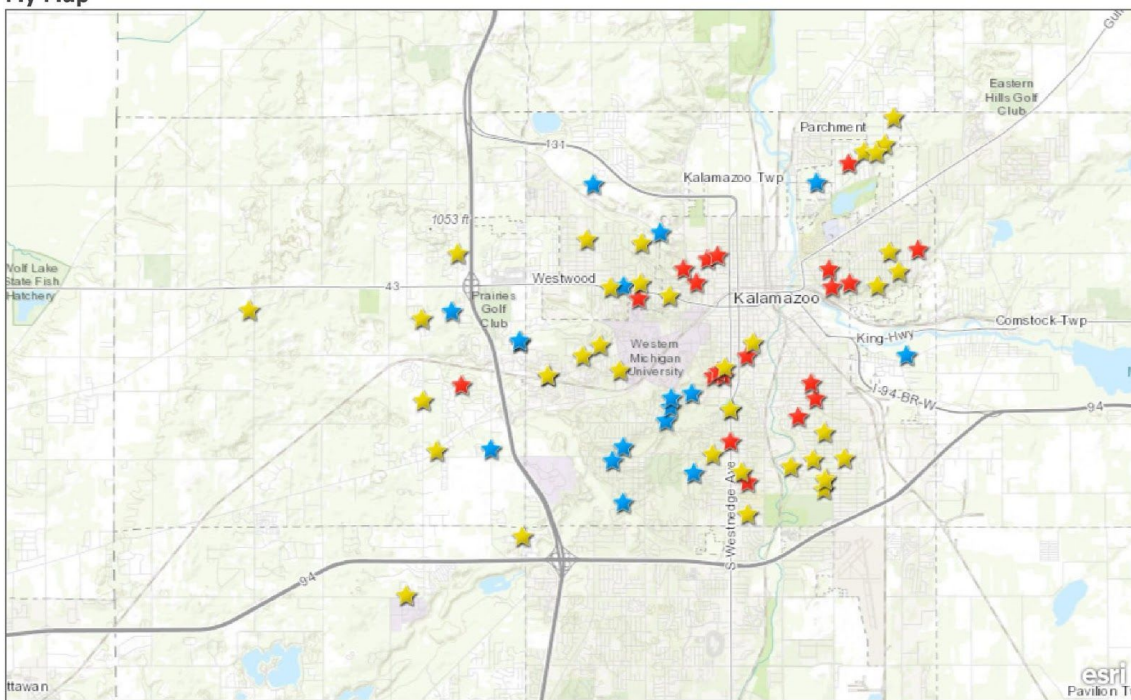 My Map
Gull
Eastern
Hills Golf
Club
Parchment
131
Kalamazoo Twp
1053 ft
Wolf Lake
State Fish
Hatchery
43
Westwood
Prairies
Golf
Club
Kalamazoo
Comstock Twp
King-Hwy
Western
Michigan
University
I-94-BR-W
94
S-Westnedge-Ave
94
ttawan
esri
Pavilion T